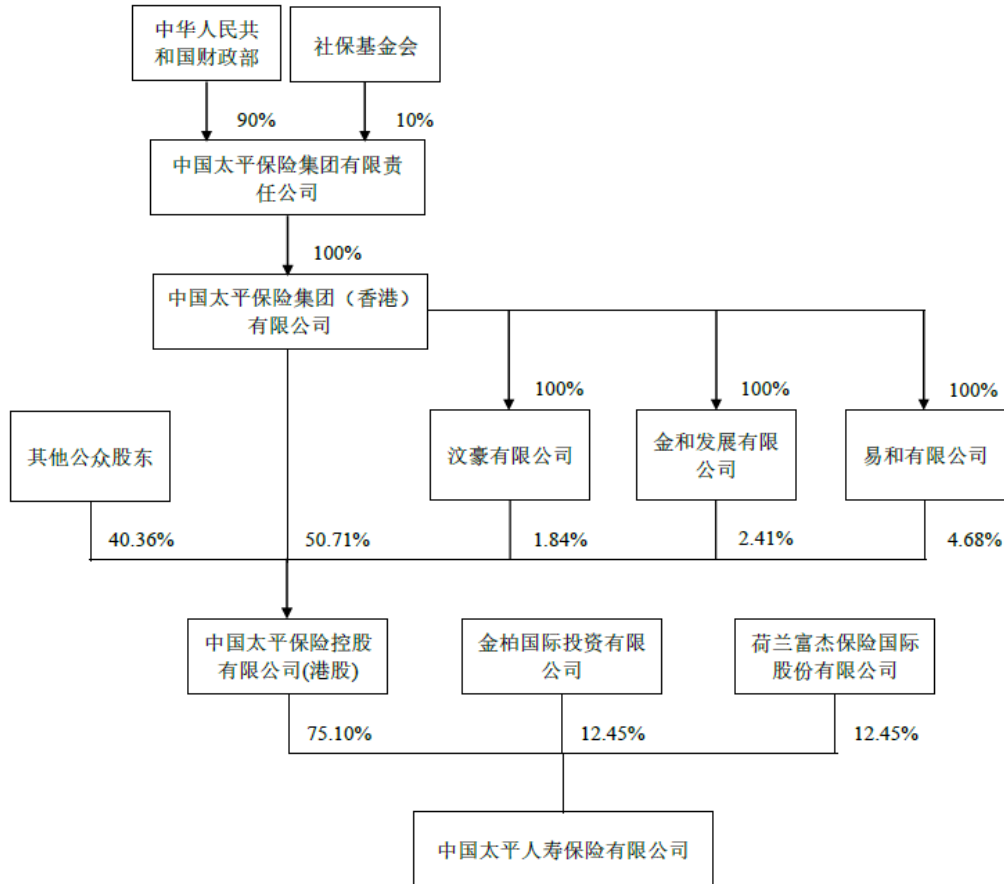 中华人民共
和国财政部
社保基金会
90%
10%
中国太平保险集团有限责
任公司
100%
中国太平保险集团（香港）
有限公司
100%
100%
100%
其他公众股东
汶豪有限公司
金和发展有限
公司
易和有限公司
40.36%
50.71%
1.84%
2.41%
4.68%
中国太平保险控股
有限公司(港股)
金柏国际投资有限
公司
荷兰富杰保险国际
股份有限公司
75.10%
12.45%
12.45%
中国太平人寿保险有限公司